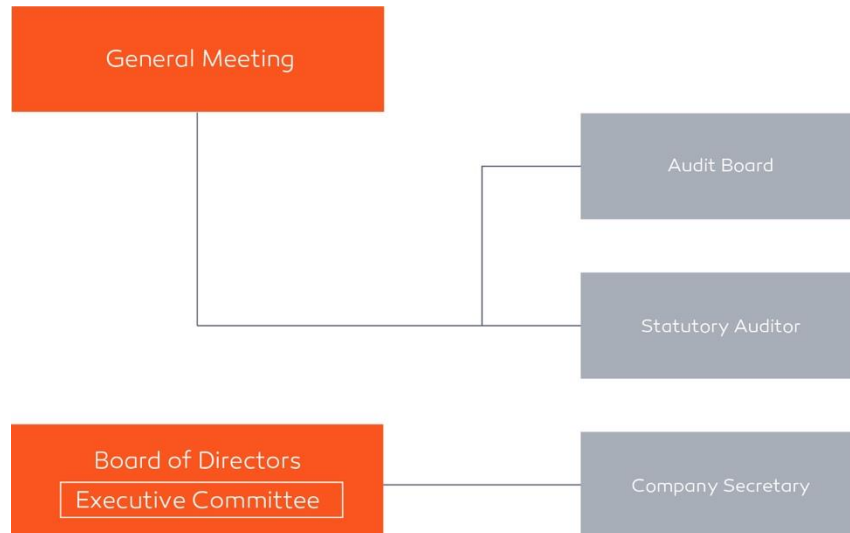 General Meeting
Audit Board
Statutory Auditor
Board of Directors
Executive Committee
Company Secretary